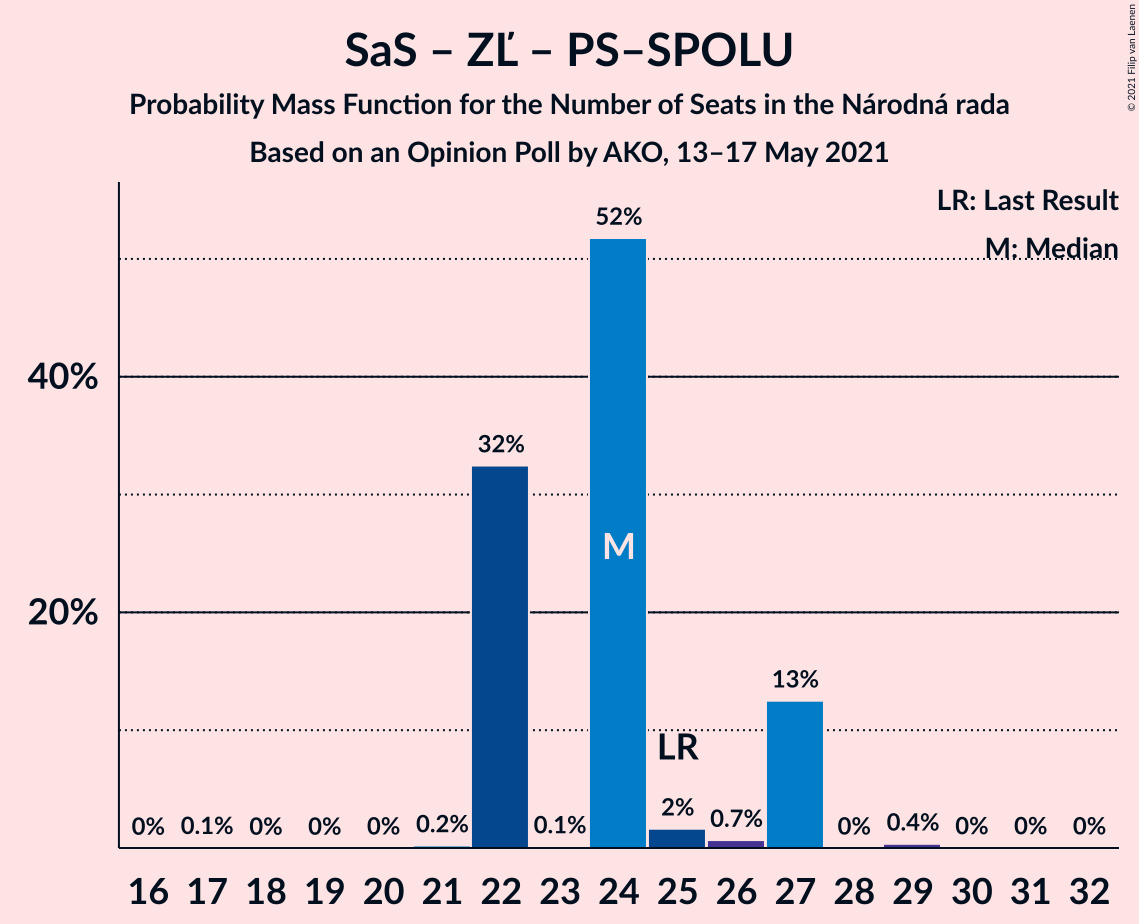 SaS – ZĽ – PS–SPOLU
Probability Mass Function for the Number of Seats in the Národná rada
Based on an Opinion Poll by AKO, 13–17 May 2021
© 2021 Filip van Laenen
LR: Last Result
M: Median
52%
40%
32%
M
20%
13%
LR
0% 0.1% 0% 0% 0% 0.2% 0.1% 2% 0.7% 0% 0.4% 0% 0% 0%
16 17 18 19 20 21 22 23 24 25 26 27 28 29 30 31 32